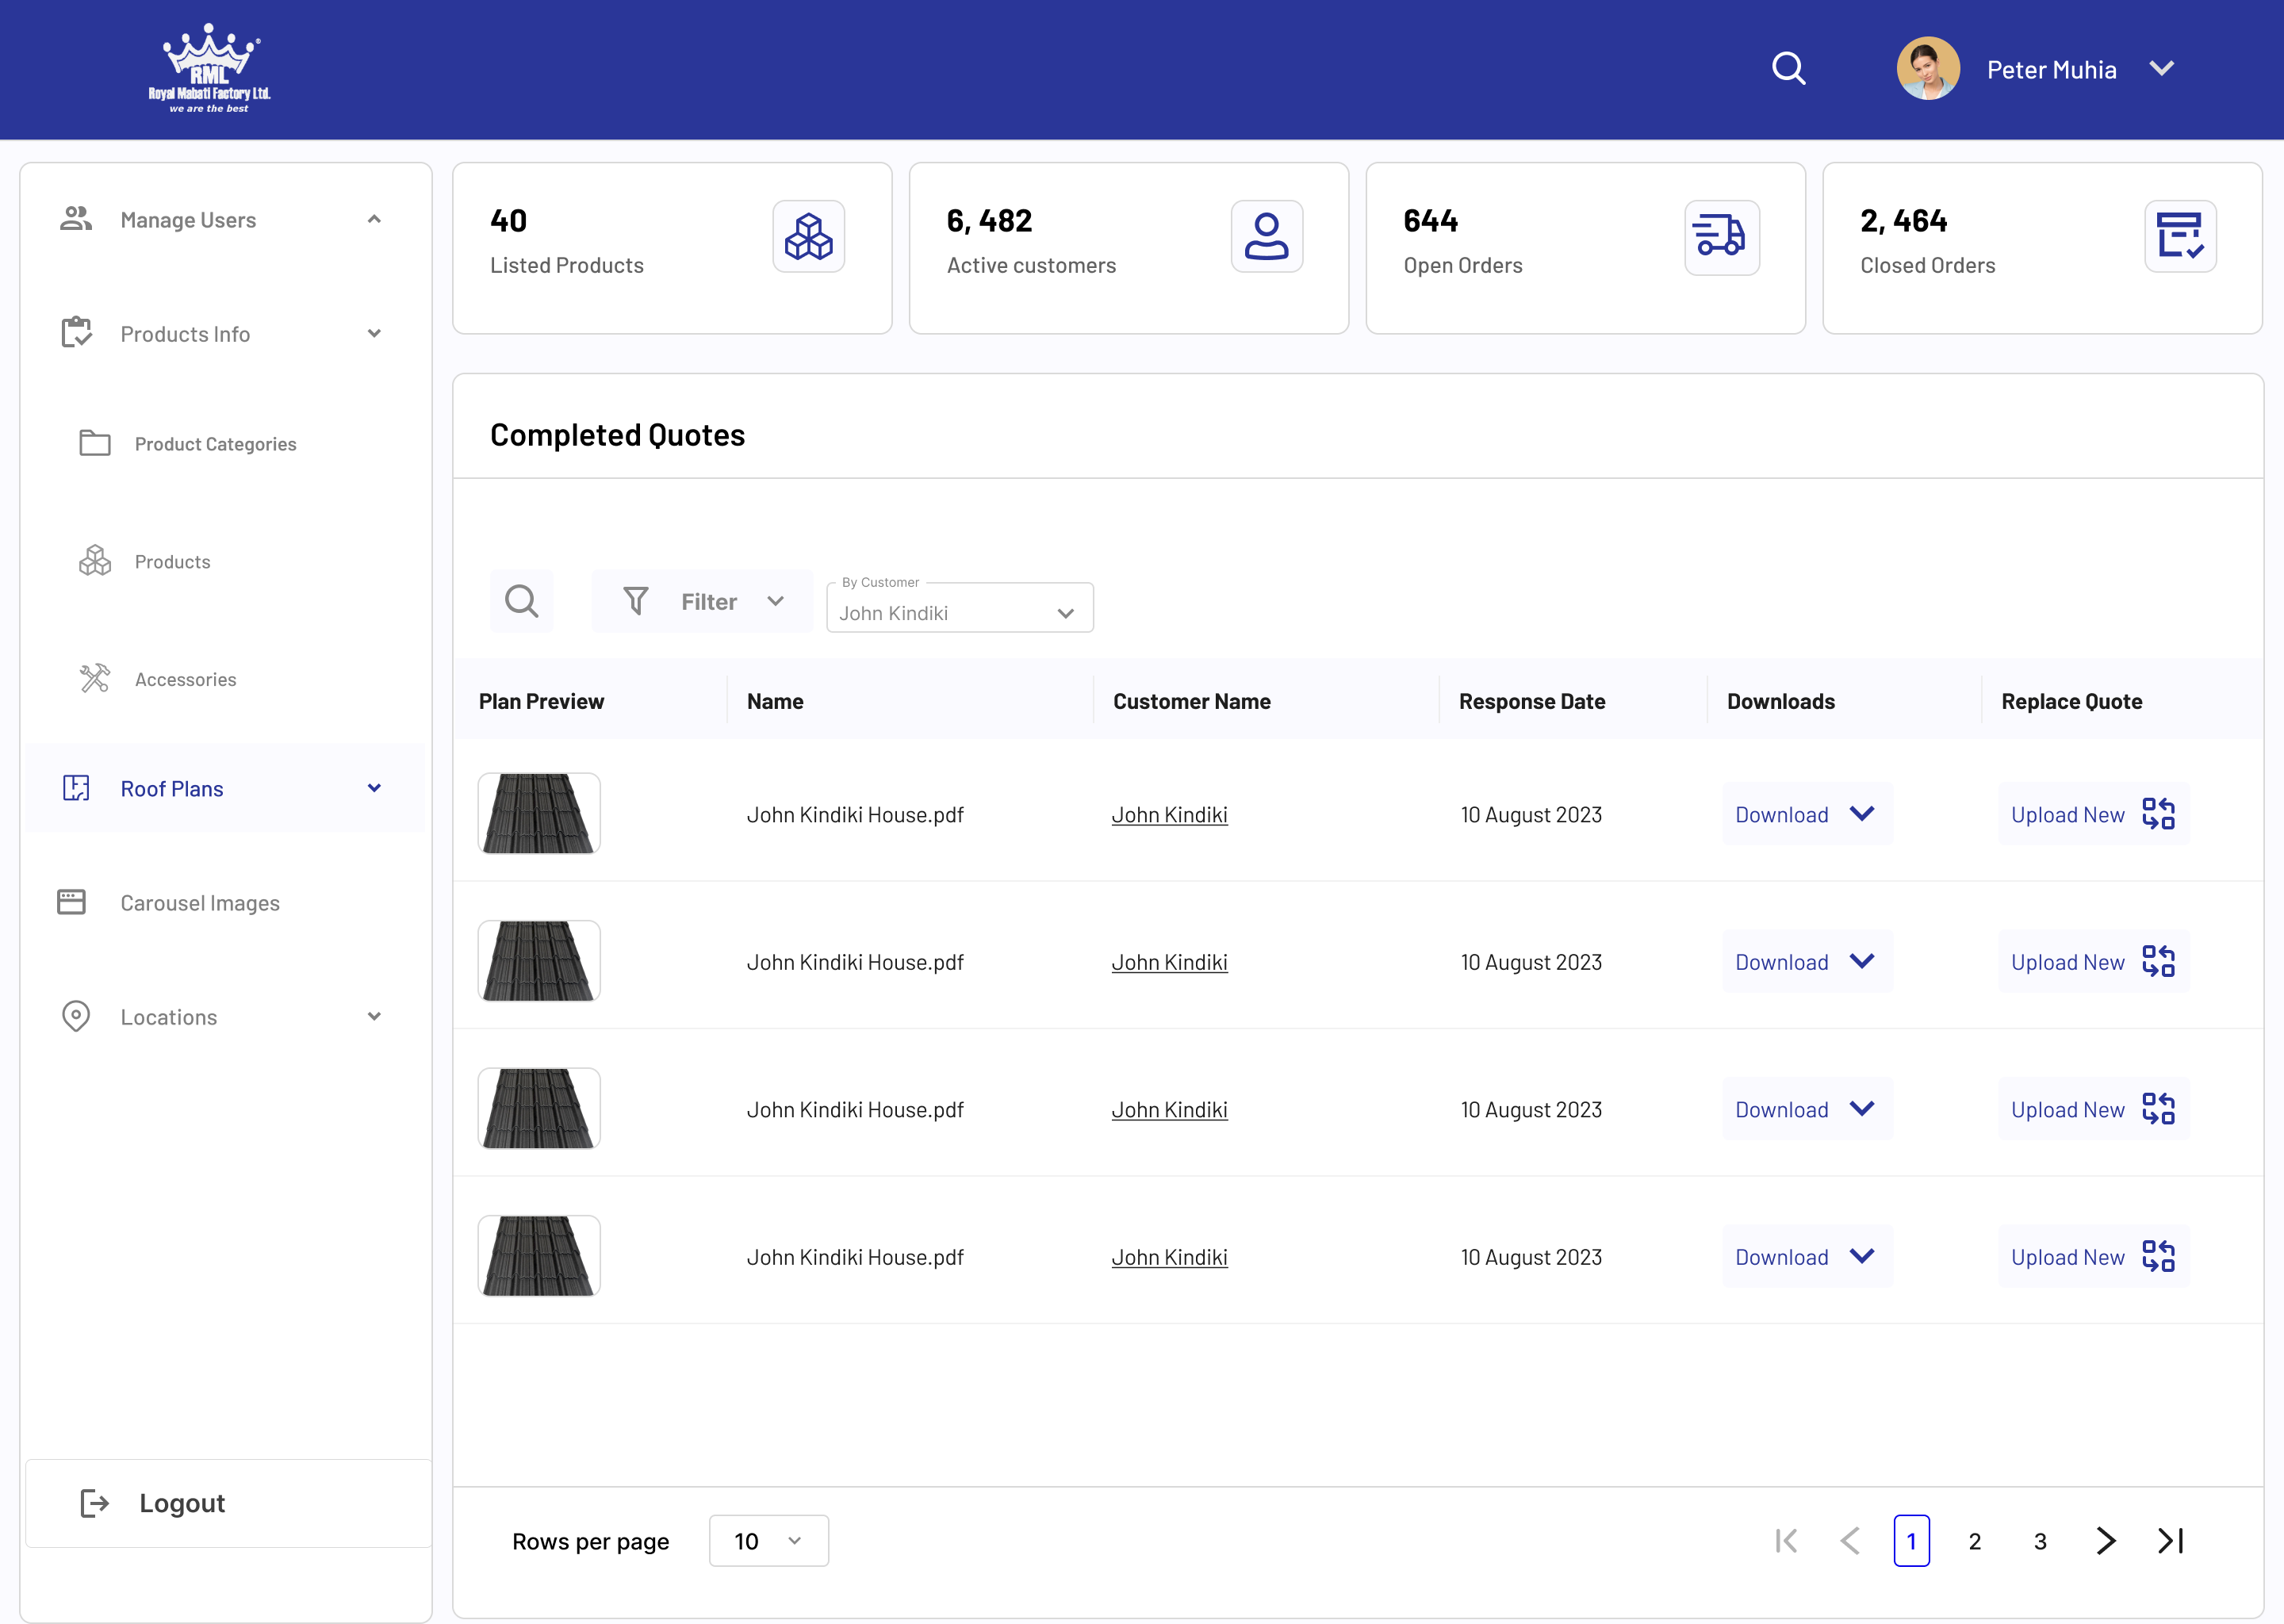 RML
Royal Mabati Factory Ltd.
we are the best
Peter Muhia
Manage Users
Products Info
Product Categories
Products
Accessories
Roof Plans
Carousel Images
Locations
Logout
40
Listed Products
6, 482
Active customers
644
Open Orders
2, 464
Closed Orders
Completed Quotes
Filter
By Customer
John Kindiki
Plan Preview Name Customer Name Response Date Downloads Replace Quote
John Kindiki House.pdf John Kindiki 10 August 2023 Download Upload New
John Kindiki House.pdf John Kindiki 10 August 2023 Download Upload New
John Kindiki House.pdf John Kindiki 10 August 2023 Download Upload New
John Kindiki House.pdf John Kindiki 10 August 2023 Download Upload New
Rows per page 10 1 2 3